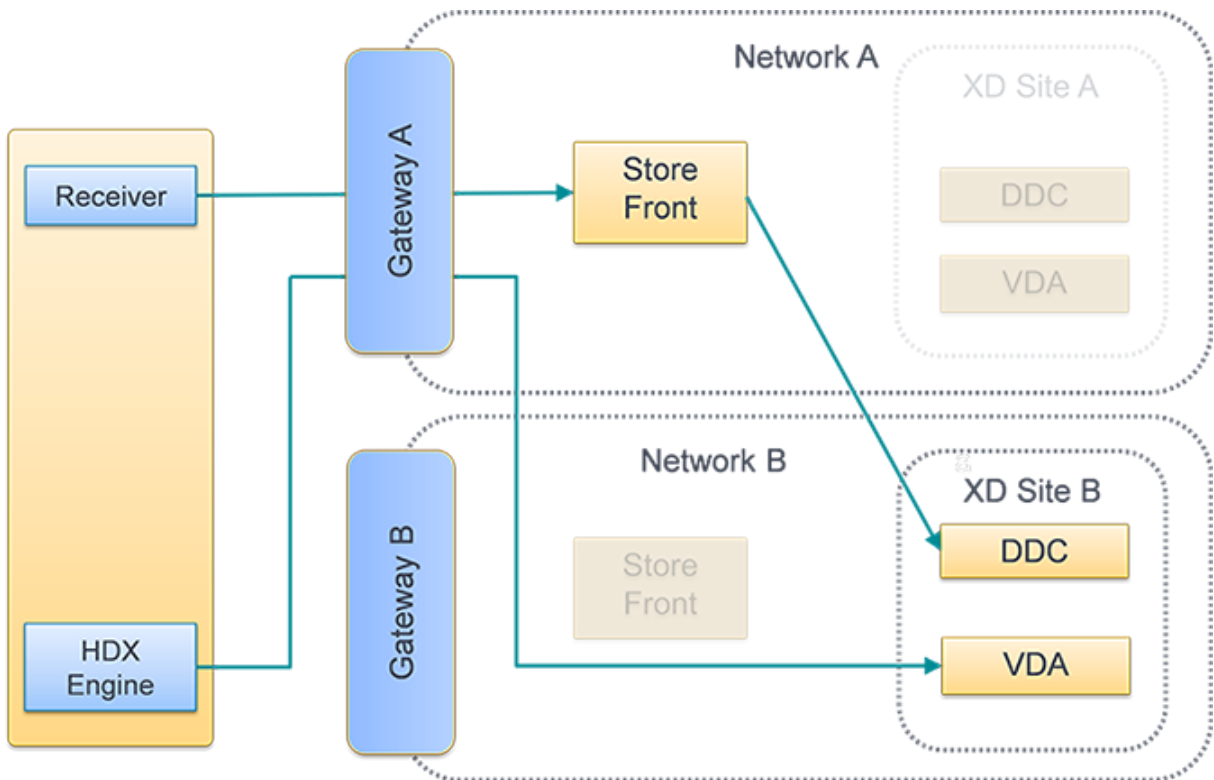 Network A
XD Site A
Gateway A
Receiver
Store
Front
DDC
VDA
Network B
XD Site B
Gateway B
Store
Front
DDC
HDX
Engine
VDA